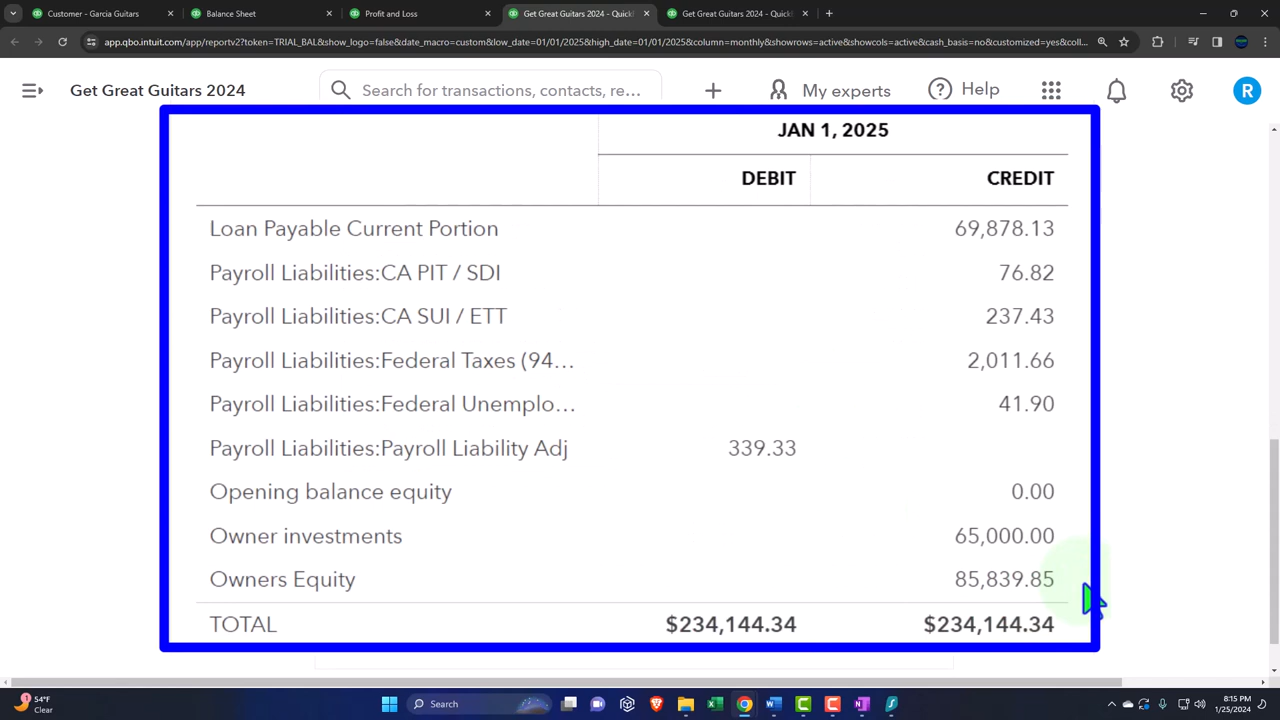 Customer - Garcia Guitars
Balance Sheet
Profit and Loss
Get Great Guitars 2024 - Quick
Get Great Guitars 2024 - Quick
app.qbo.intuit.com/app/reportv2?token=TRIAL_BAL&show_logo=false&date_macro=custom&low_date=01/01/2025&high_date=01/01/2025&column=monthly&showrows=active&showcols=active&cash_basis=no&customized=yes&coll...
Get Great Guitars 2024
Search for transactions, contacts, re...
My experts
Help
R
JAN 1, 2025
DEBIT CREDIT
Loan Payable Current Portion 69,878.13
Payroll Liabilities:CA PIT / SDI 76.82
Payroll Liabilities:CA SUI / ETT 237.43
Payroll Liabilities:Federal Taxes (94... 2,011.66
Payroll Liabilities:Federal Unemplo... 41.90
Payroll Liabilities:Payroll Liability Adj 339.33
Opening balance equity 0.00
Owner investments 65,000.00
Owners Equity 85,839.85
TOTAL $234,144.34 $234,144.34
54°F
Clear
Search
8:15 PM
1/25/2024